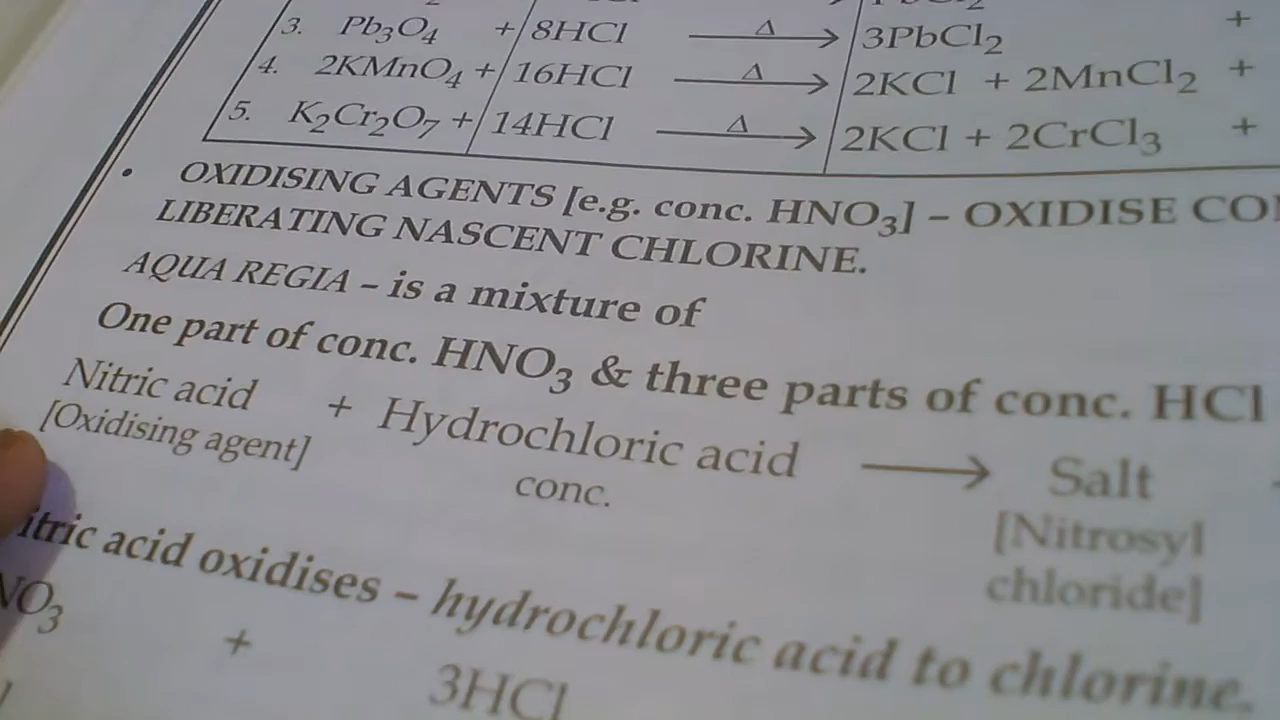 3. Pb₃O₄ + 8HCl —Δ→ 3PbCl₂ +
4. 2KMnO₄ + 16HCl —Δ→ 2KCl + 2MnCl₂ +
5. K₂Cr₂O₇ + 14HCl —Δ→ 2KCl + 2CrCl₃ +
• OXIDISING AGENTS [e.g. conc. HNO₃] – OXIDISE
LIBERATING NASCENT CHLORINE.
AQUA REGIA – is a mixture of
One part of conc. HNO₃ & three parts of conc. HCl
Nitric acid + Hydrochloric acid → Salt
[Oxidising agent] conc. [Nitrosyl
chloride]
itric acid oxidises – hydrochloric acid to chlorine.
NO₃ + 3HCl